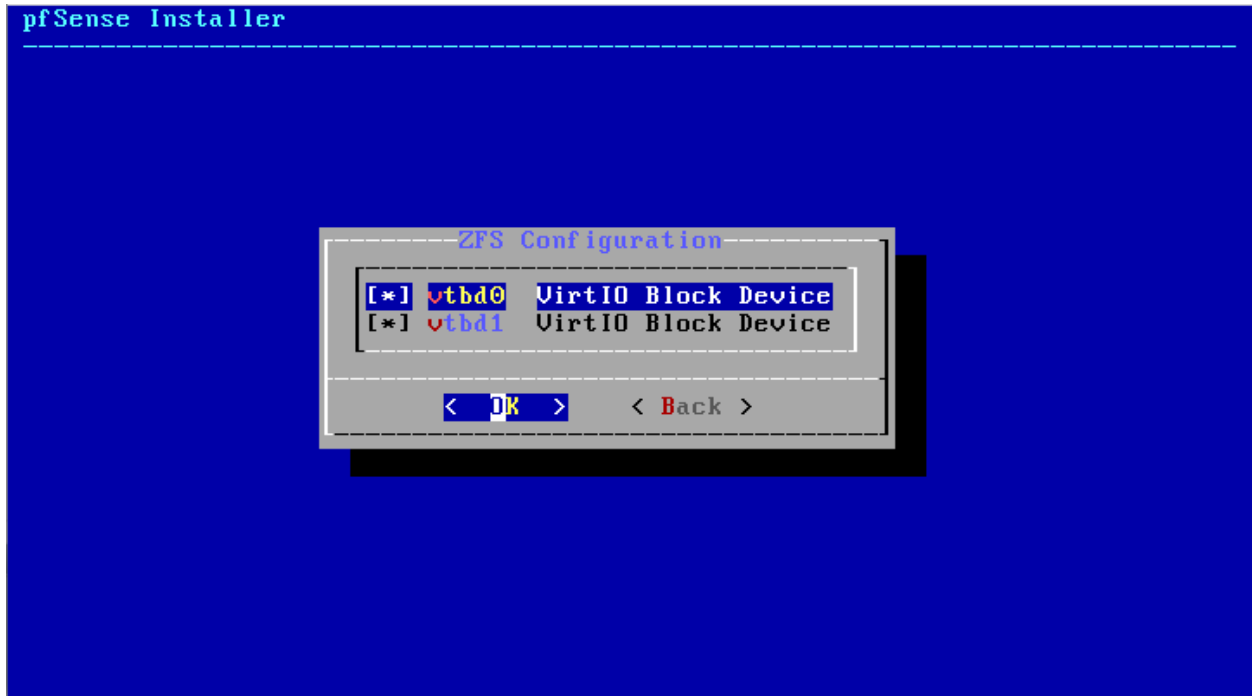 pfSense Installer
ZFS Configuration
[*] vtbd0 VirtIO Block Device
[*] vtbd1 VirtIO Block Device
< OK > < Back >